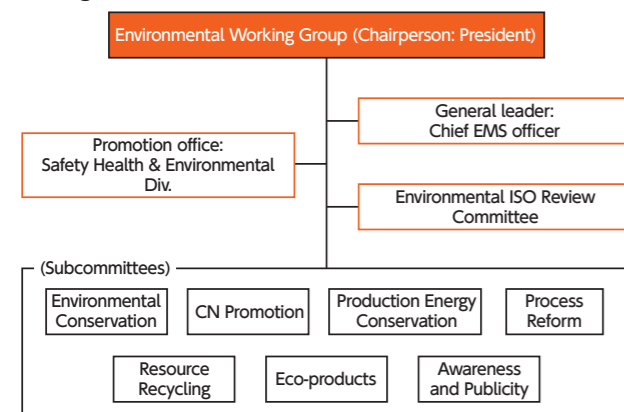 Environmental Working Group (Chairperson: President)
General leader:
Chief EMS officer
Promotion office:
Safety Health & Environmental
Div.
Environmental ISO Review
Committee
(Subcommittees)
Environmental
Conservation
CN Promotion
Production Energy
Conservation
Process
Reform
Resource
Recycling
Eco-products
Awareness
and Publicity